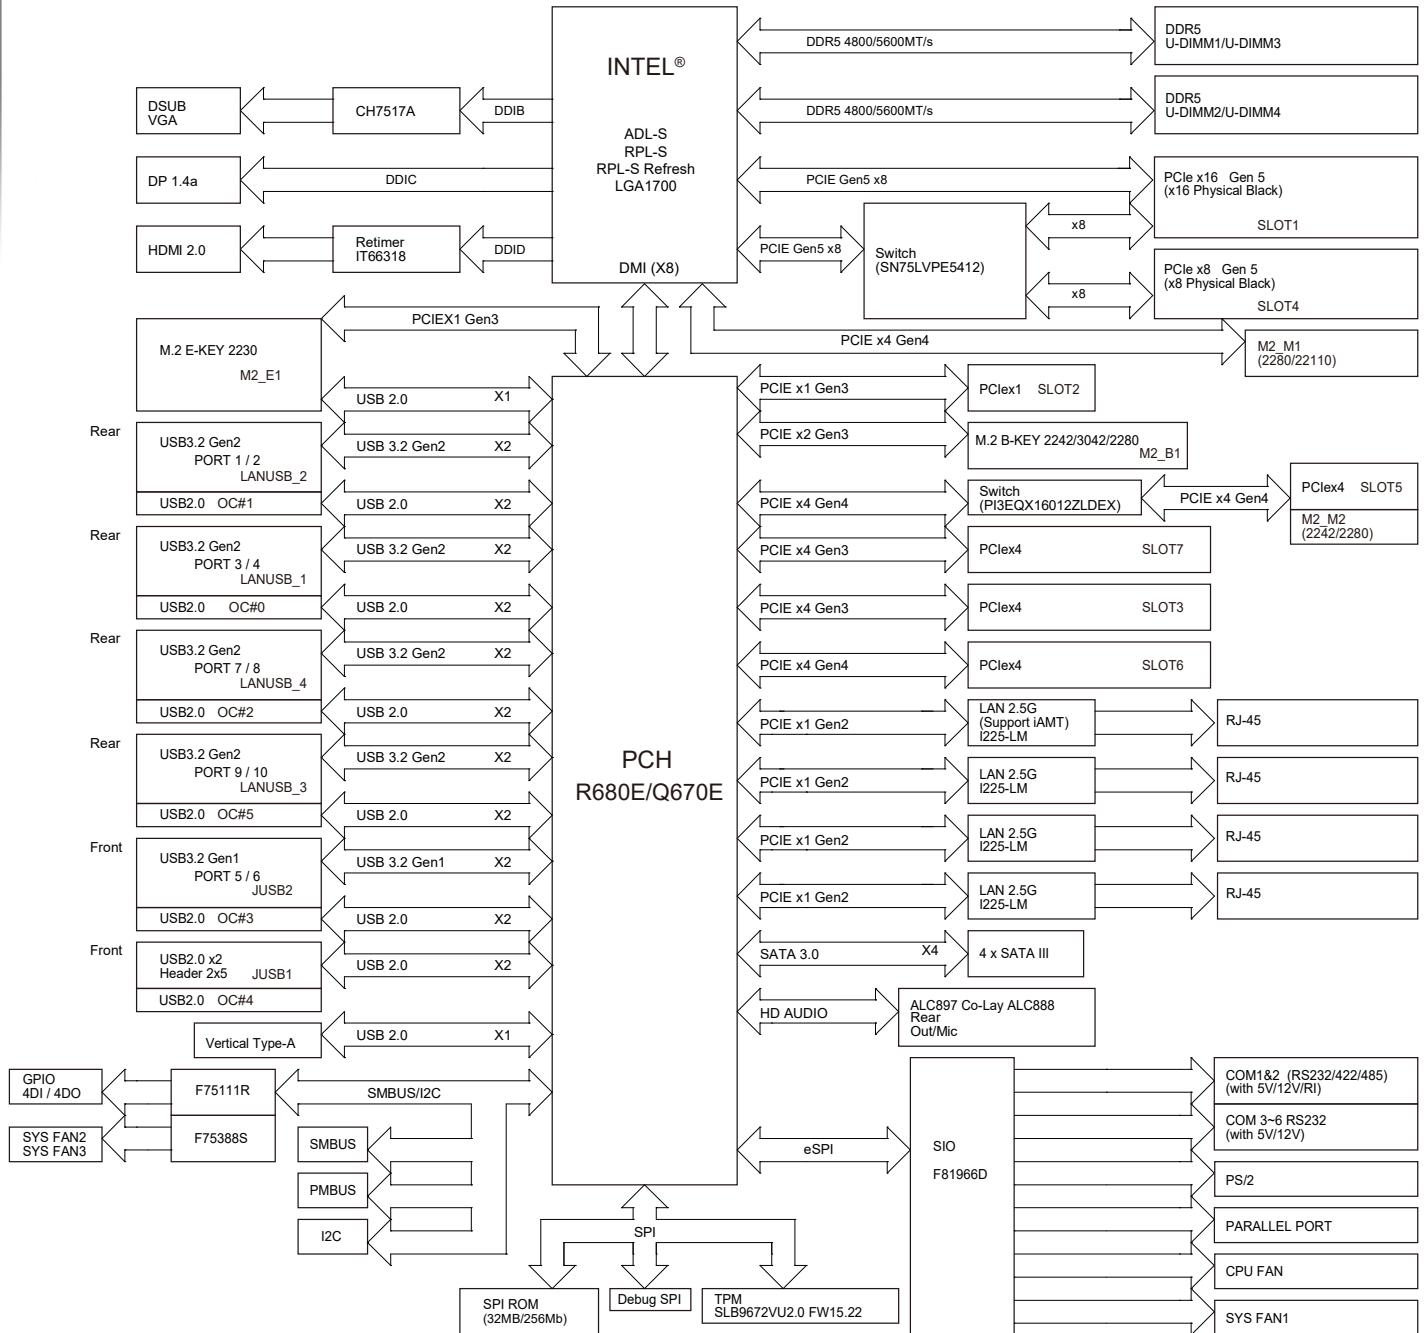 INTEL®
ADL-S
RPL-S
RPL-S Refresh
LGA1700
DMI (X8)
DDR5 4800/5600MT/s
DDR5
U-DIMM1/U-DIMM3
DDR5 4800/5600MT/s
DDR5
U-DIMM2/U-DIMM4
DSUB
VGA
CH7517A
DDIB
DP 1.4a
DDIC
HDMI 2.0
Retimer
IT66318
DDID
PCIE Gen5 x8
PCIe x16 Gen 5
(x16 Physical Black)
SLOT1
PCIE Gen5 x8
Switch
(SN75LVPE5412)
x8
x8
PCIe x8 Gen 5
(x8 Physical Black)
SLOT4
PCIE x4 Gen4
M2_M1
(2280/22110)
PCIEX1 Gen3
M.2 E-KEY 2230
M2_E1
USB 2.0 X1
Rear
USB3.2 Gen2
PORT 1 / 2
LANUSB_2
USB2.0 OC#1
USB 3.2 Gen2 X2
USB 2.0 X2
Rear
USB3.2 Gen2
PORT 3 / 4
LANUSB_1
USB2.0 OC#0
USB 3.2 Gen2 X2
USB 2.0 X2
Rear
USB3.2 Gen2
PORT 7 / 8
LANUSB_4
USB2.0 OC#2
USB 3.2 Gen2 X2
USB 2.0 X2
Rear
USB3.2 Gen2
PORT 9 / 10
LANUSB_3
USB2.0 OC#5
USB 3.2 Gen2 X2
USB 2.0 X2
Front
USB3.2 Gen1
PORT 5 / 6
JUSB2
USB2.0 OC#3
USB 3.2 Gen1 X2
USB 2.0 X2
Front
USB2.0 x2
Header 2x5 JUSB1
USB2.0 OC#4
USB 2.0 X2
Vertical Type-A
USB 2.0 X1
PCH
R680E/Q670E
PCIE x1 Gen3
PCIex1 SLOT2
PCIE x2 Gen3
M.2 B-KEY 2242/3042/2280
M2_B1
PCIE x4 Gen4
Switch
(PI3EQX16012ZLDEX)
PCIE x4 Gen4
PCIex4 SLOT5
M2_M2
(2242/2280)
PCIE x4 Gen3
PCIex4 SLOT7
PCIE x4 Gen3
PCIex4 SLOT3
PCIE x4 Gen4
PCIex4 SLOT6
PCIE x1 Gen2
LAN 2.5G
(Support iAMT)
I225-LM
RJ-45
PCIE x1 Gen2
LAN 2.5G
I225-LM
RJ-45
PCIE x1 Gen2
LAN 2.5G
I225-LM
RJ-45
PCIE x1 Gen2
LAN 2.5G
I225-LM
RJ-45
SATA 3.0 X4
4 x SATA III
HD AUDIO
ALC897 Co-Lay ALC888
Rear
Out/Mic
GPIO
4DI / 4DO
F75111R
SMBUS/I2C
SYS FAN2
SYS FAN3
F75388S
SMBUS
PMBUS
I2C
eSPI
SIO
F81966D
COM1&2 (RS232/422/485)
(with 5V/12V/RI)
COM 3~6 RS232
(with 5V/12V)
PS/2
PARALLEL PORT
CPU FAN
SYS FAN1
SPI
SPI ROM
(32MB/256Mb)
Debug SPI
TPM
SLB9672VU2.0 FW15.22